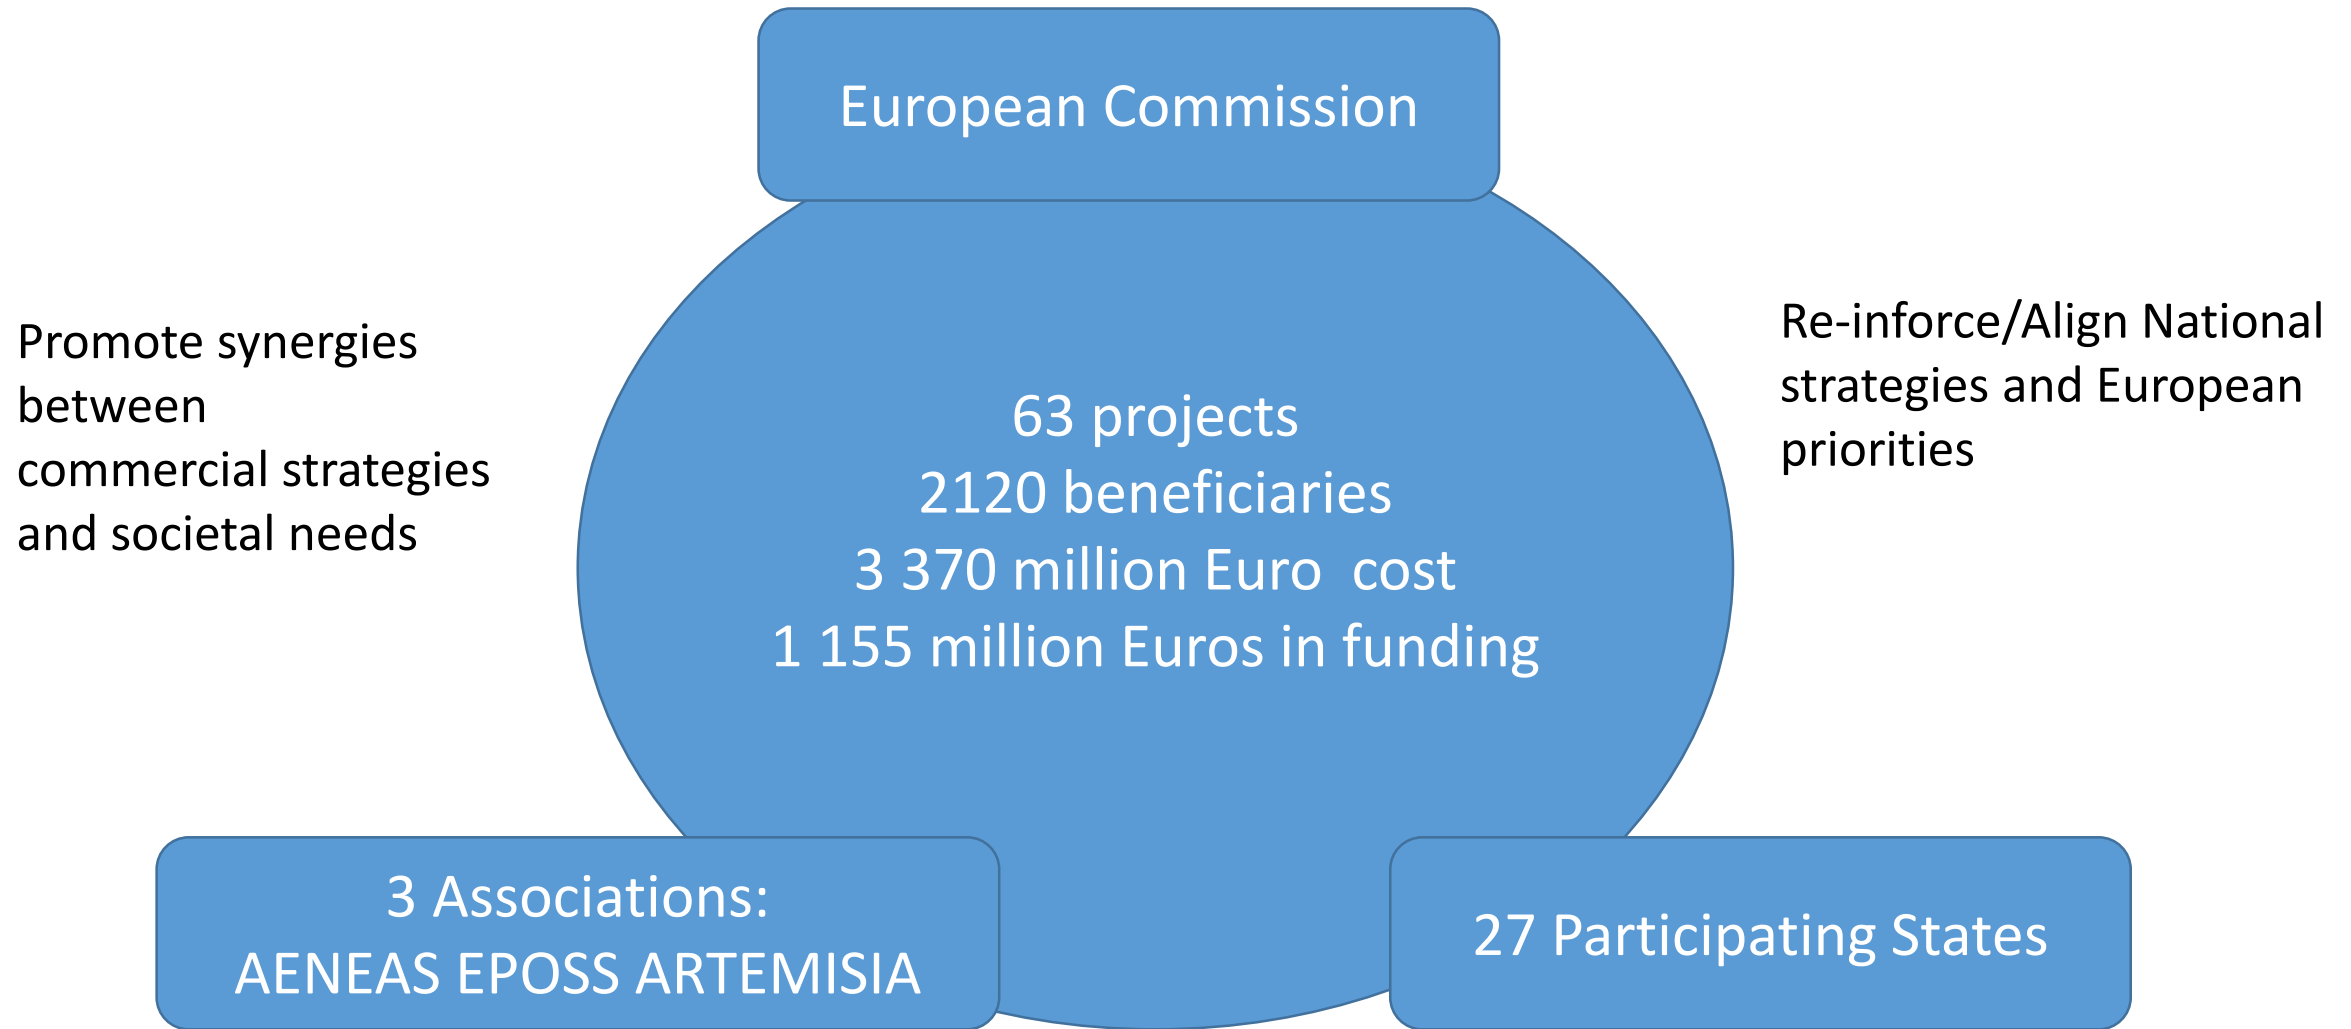 European Commission
Promote synergies
between
commercial strategies
and societal needs
Re-inforce/Align National
strategies and European
priorities
63 projects
2120 beneficiaries
3 370 million Euro  cost
1 155 million Euros in funding
3 Associations:
AENEAS EPOSS ARTEMISIA
27 Participating States